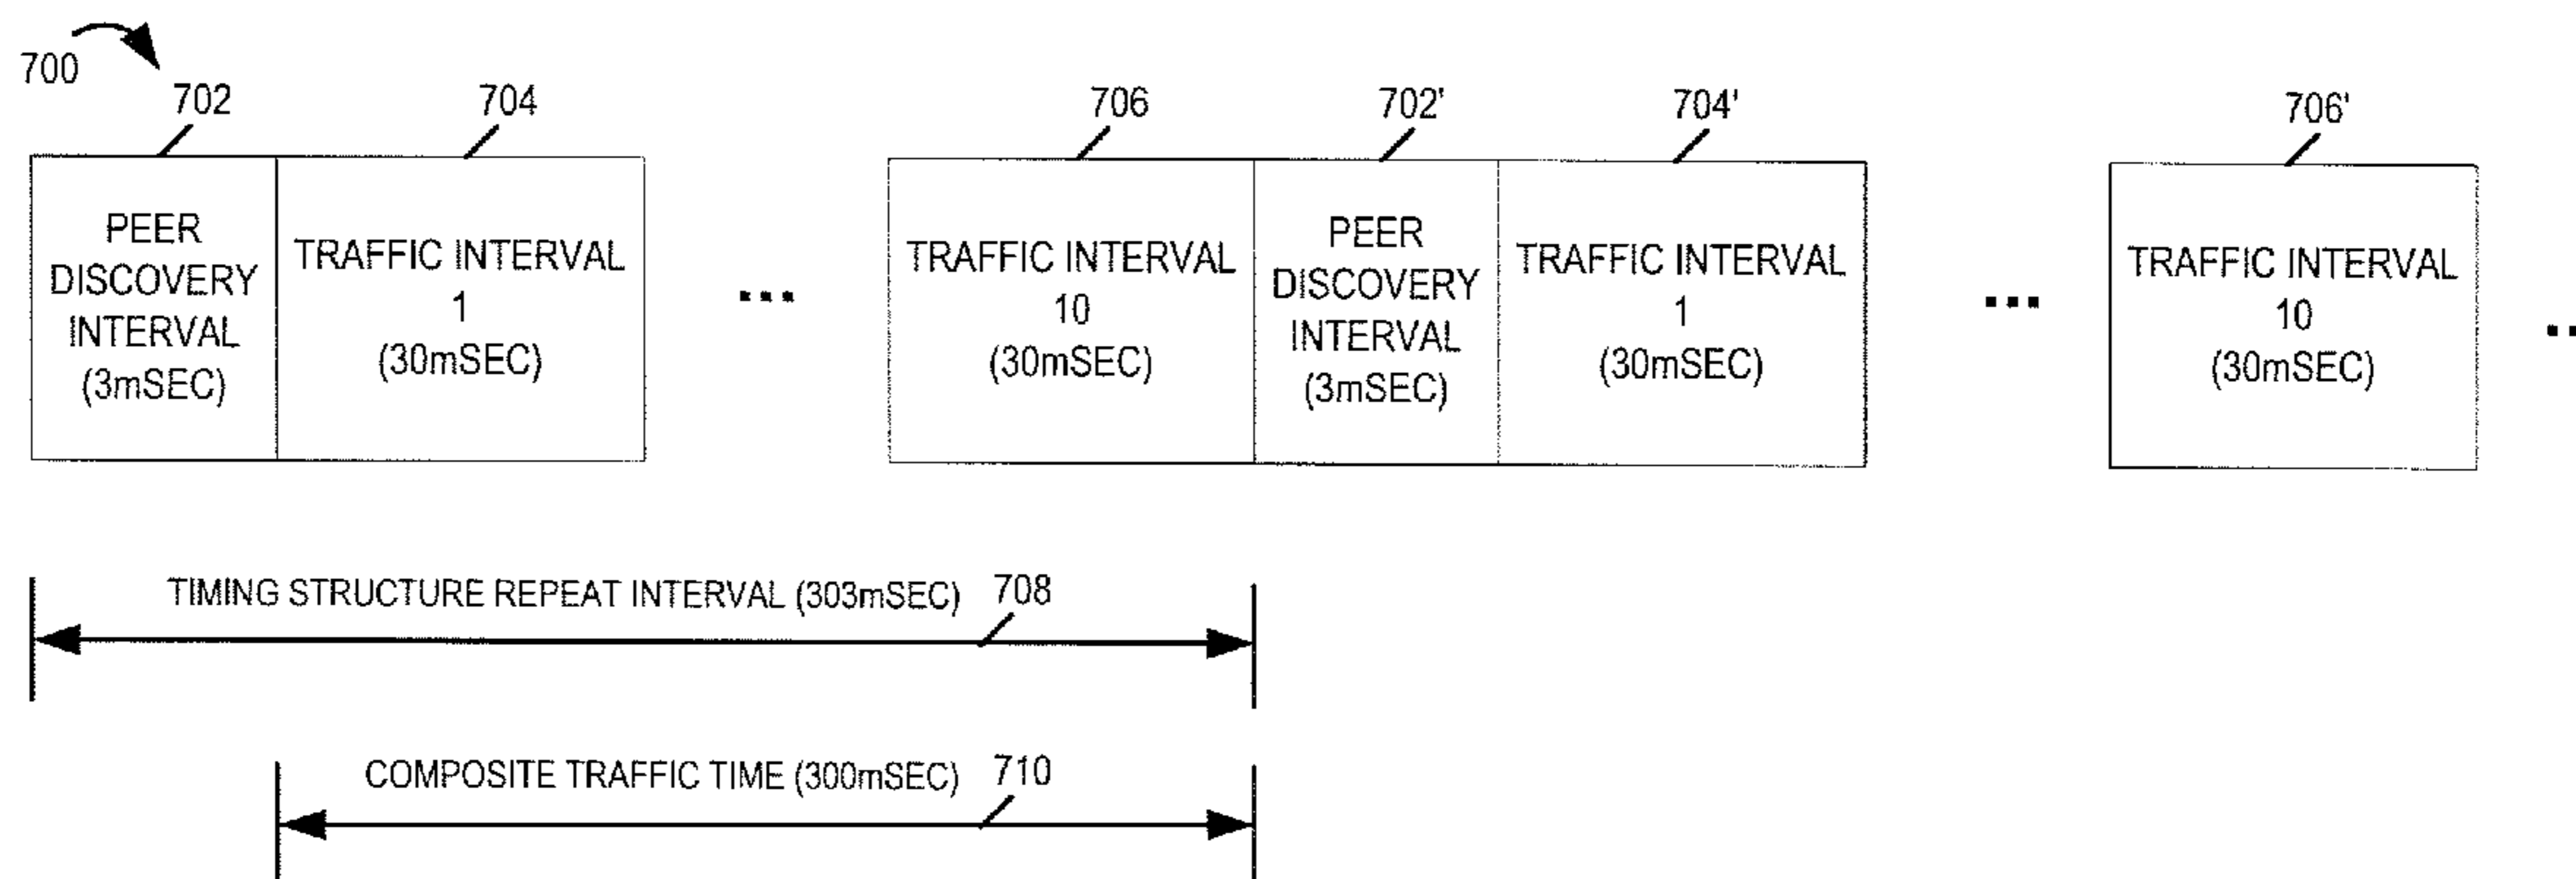 700
702
704
706
702'
704'
706'
PEER
DISCOVERY
INTERVAL
(3mSEC)
TRAFFIC INTERVAL
1
(30mSEC)
...
TRAFFIC INTERVAL
10
(30mSEC)
PEER
DISCOVERY
INTERVAL
(3mSEC)
TRAFFIC INTERVAL
1
(30mSEC)
...
TRAFFIC INTERVAL
10
(30mSEC)
..
TIMING STRUCTURE REPEAT INTERVAL (303mSEC)
708
COMPOSITE TRAFFIC TIME (300mSEC)
710